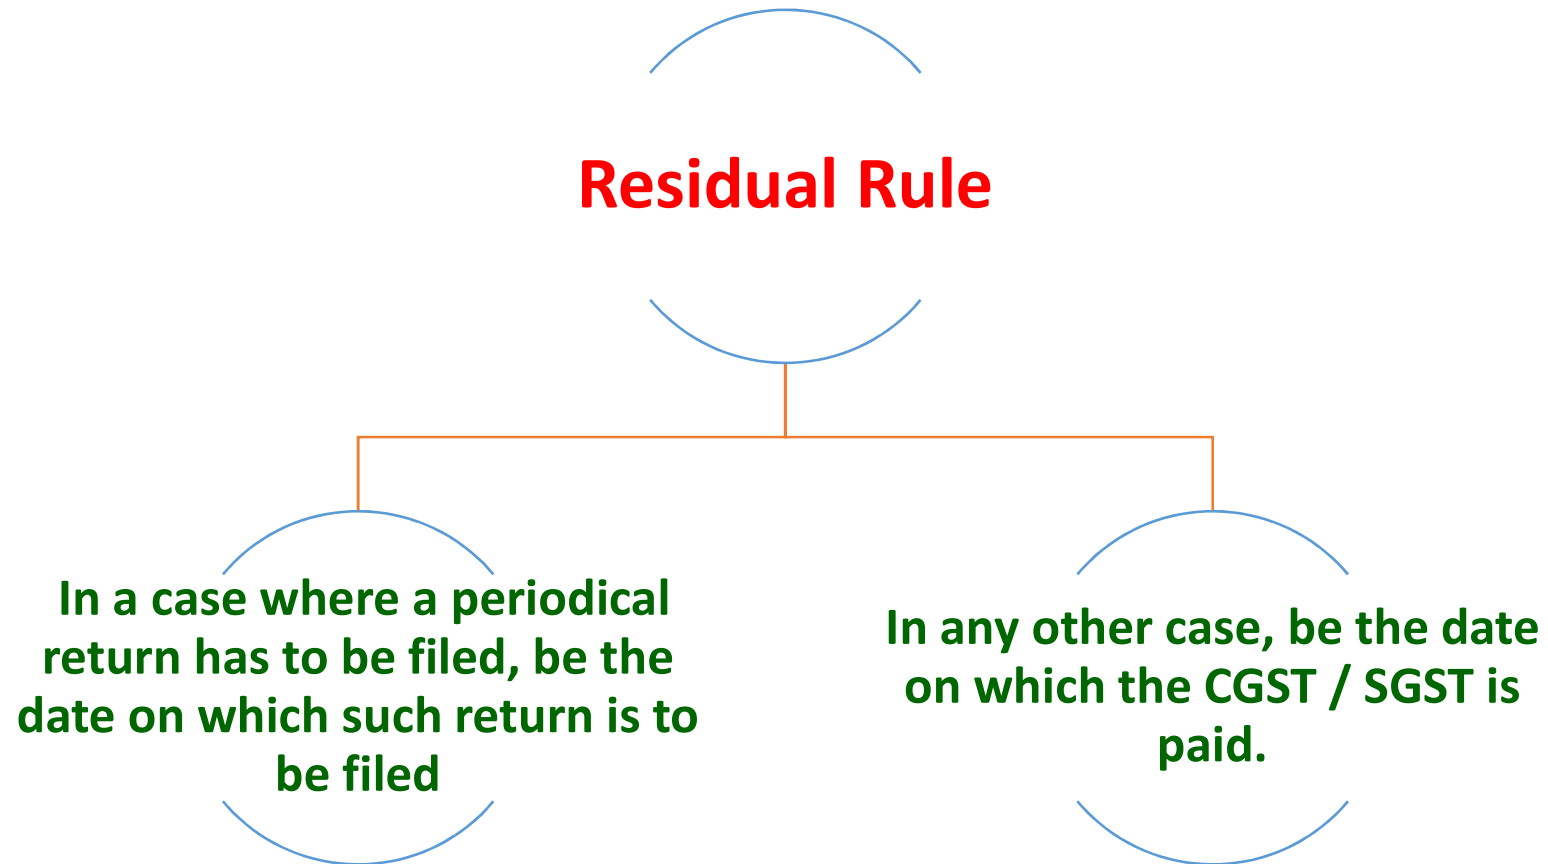 Residual Rule
In a case where a periodical
return has to be filed, be the
date on which such return is to
be filed
In any other case, be the date
on which the CGST / SGST is
paid.